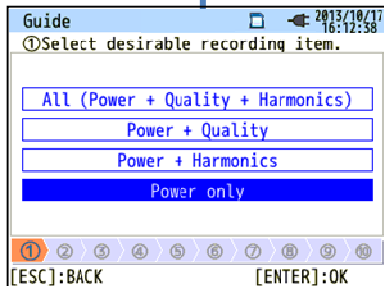 Guide 2013/10/17
16:12:38
①Select desirable recording item.
All (Power + Quality + Harmonics)
Power + Quality
Power + Harmonics
Power only
① ② ③ ④ ⑤ ⑥ ⑦ ⑧ ⑨ ⑩
[ESC]:BACK [ENTER]:OK